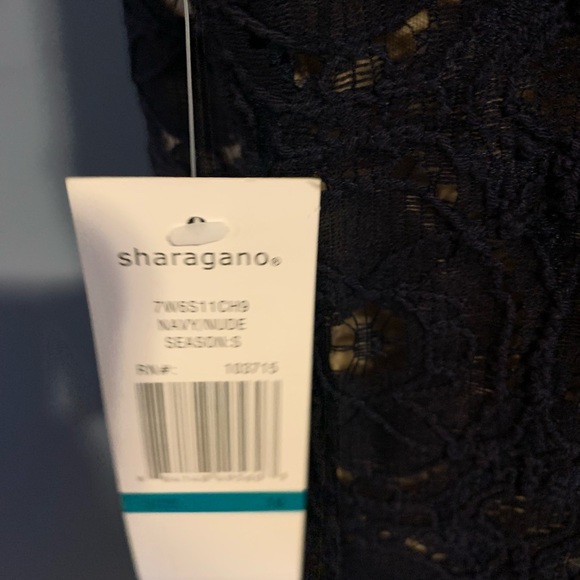 sharagano®
7W6S11CH9
NAVY/NUDE
SEASON:S
RN#: 103715